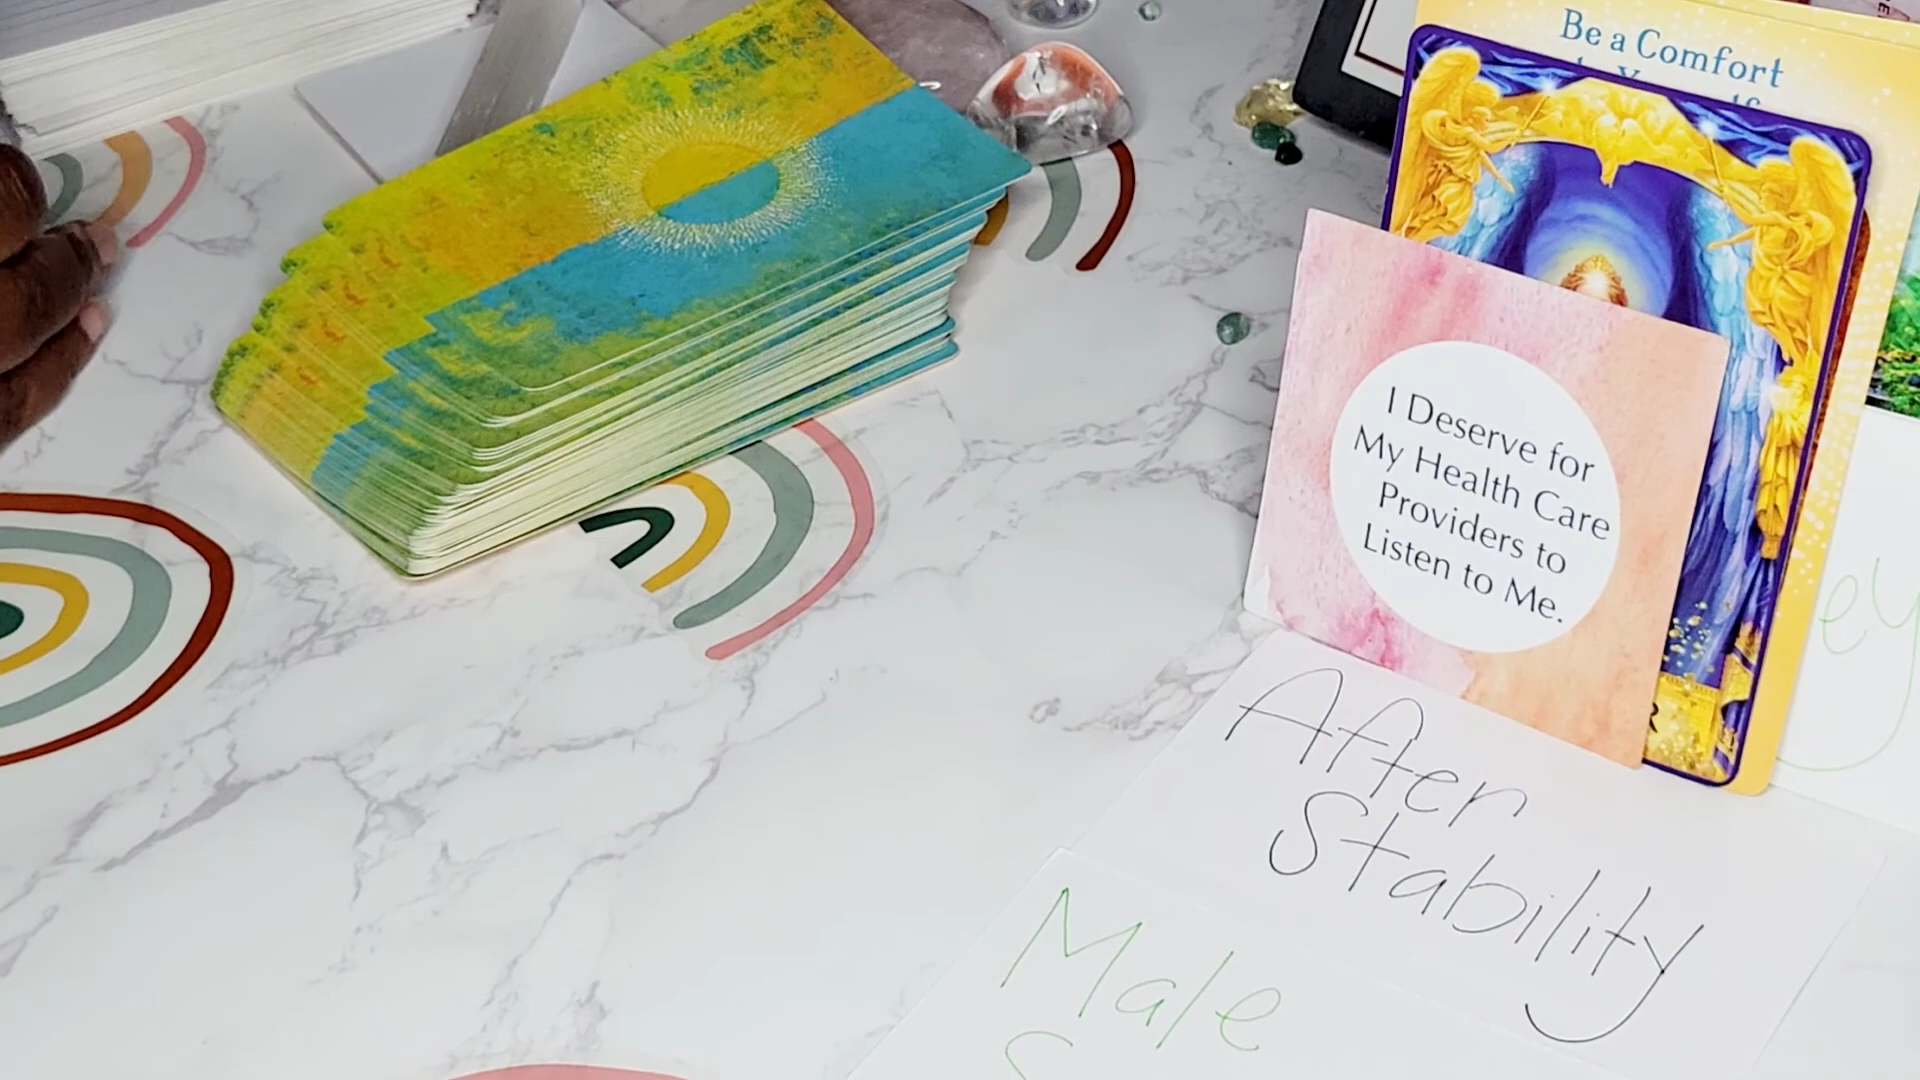 Be a Comfort
I Deserve for
My Health Care
Providers to
Listen to Me.
After
Stability
Male